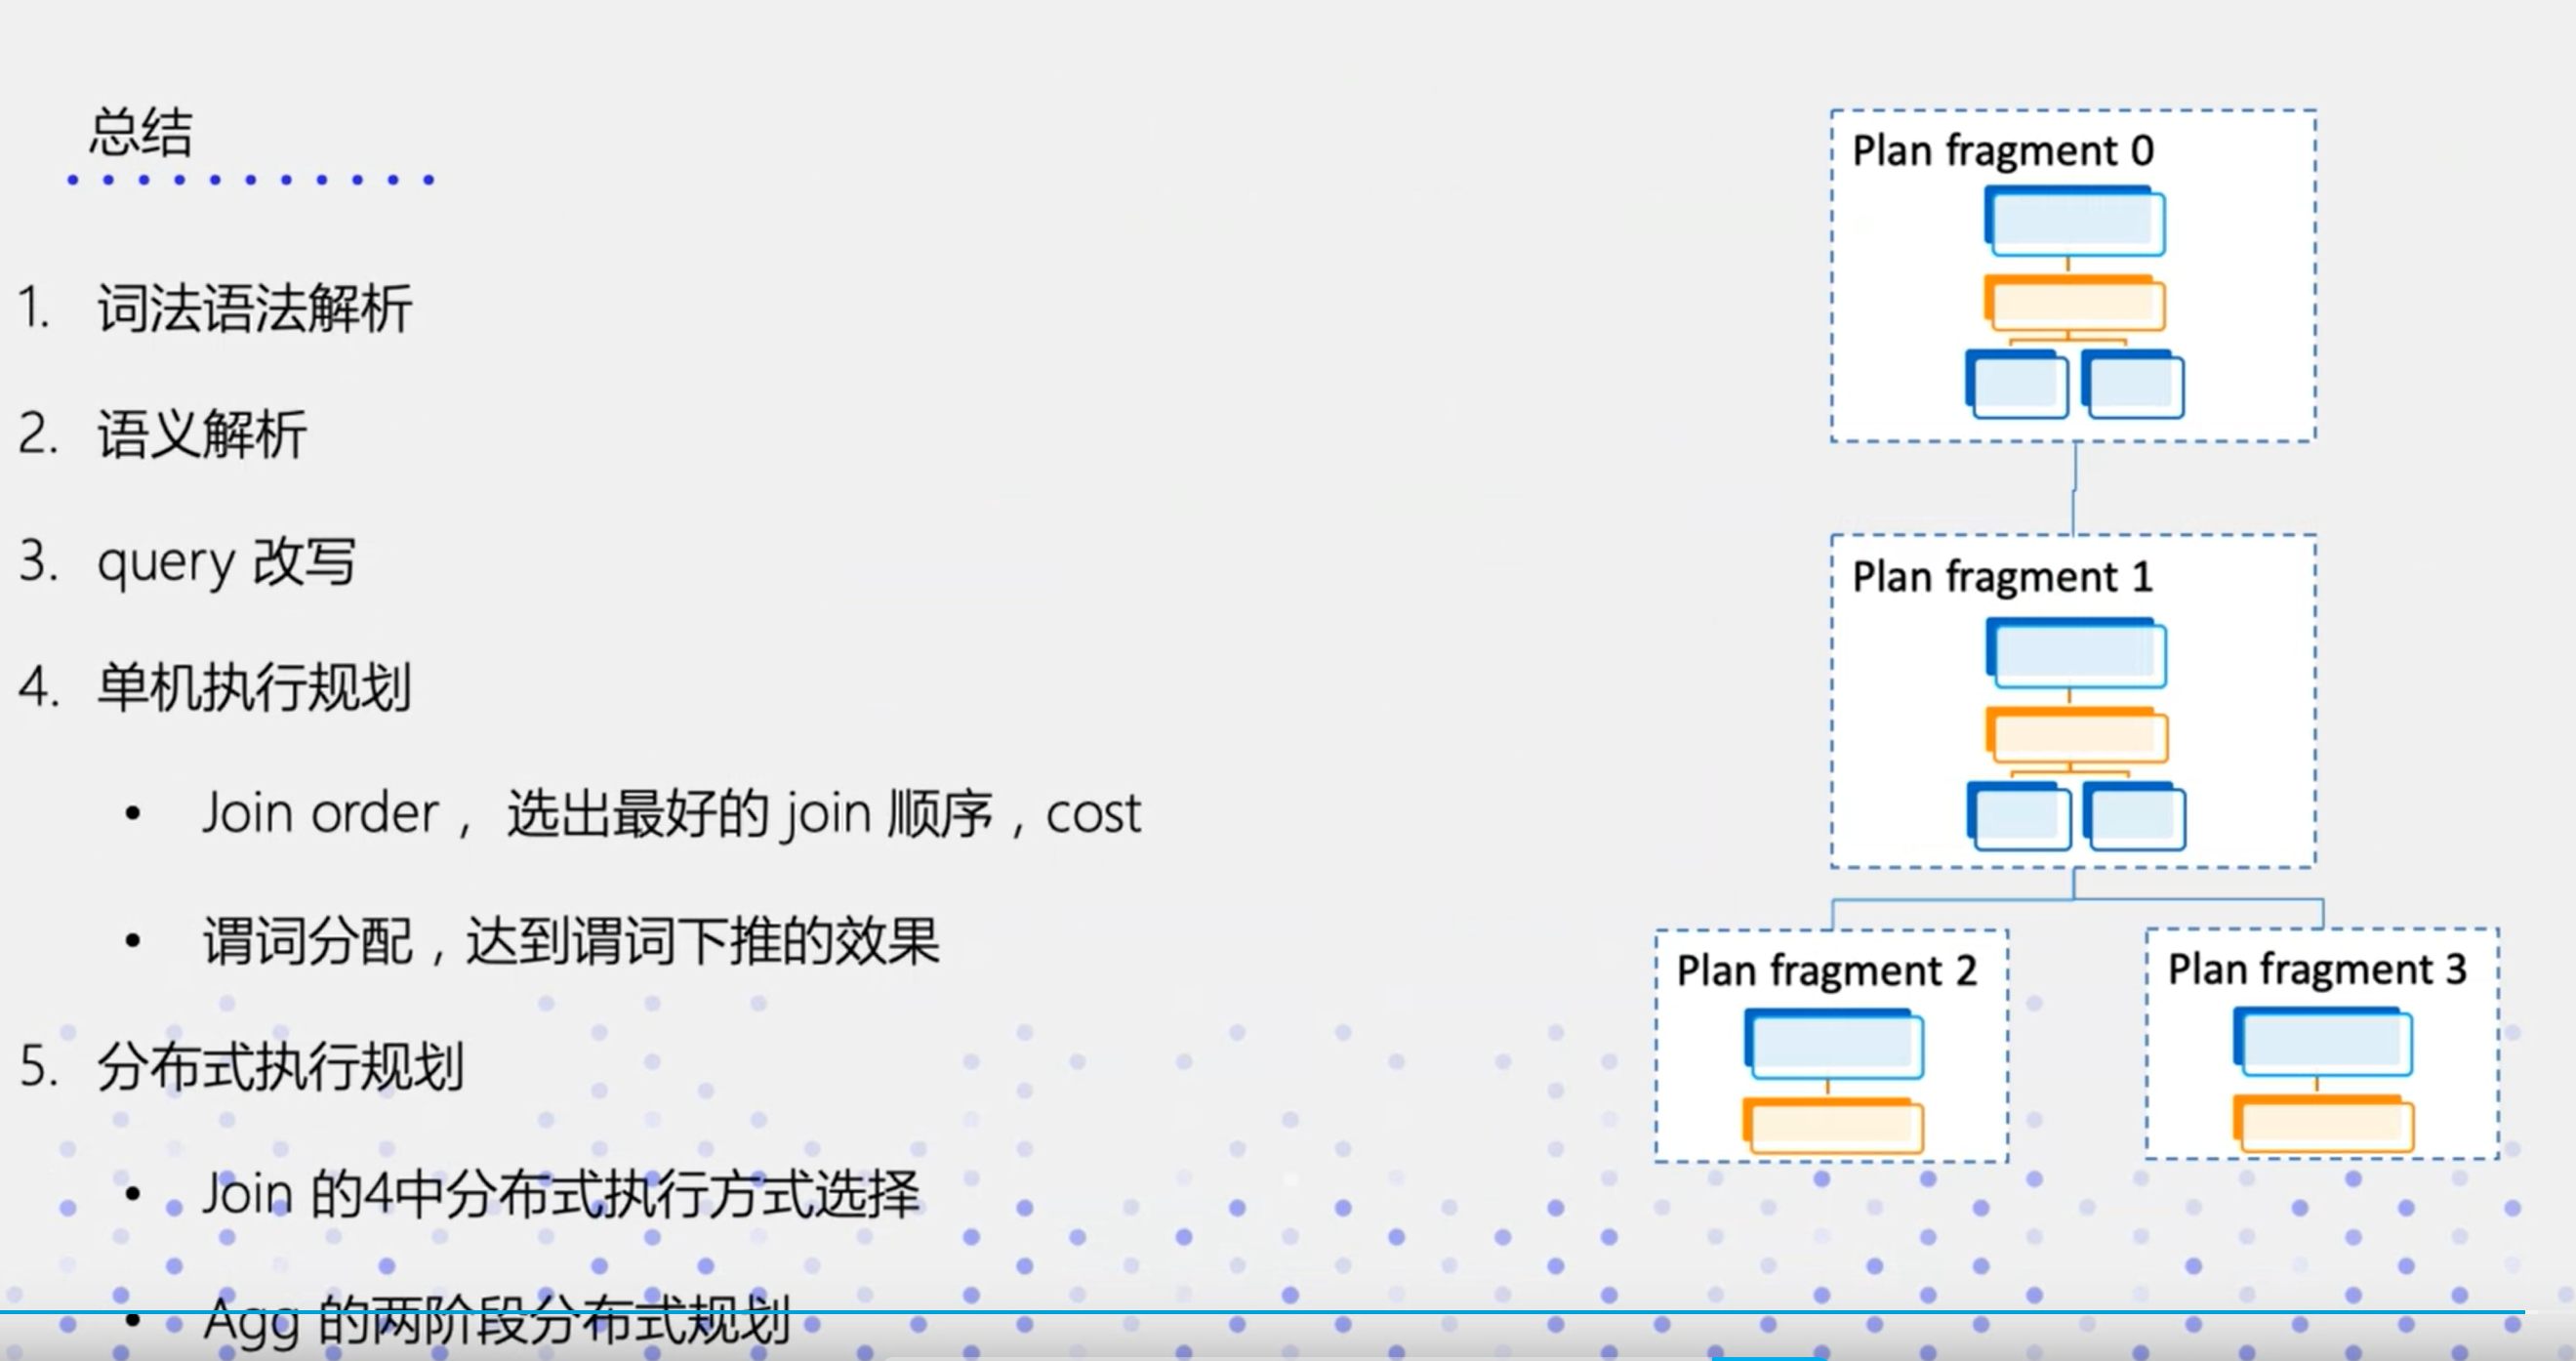 总结
1. 词法语法解析
2. 语义解析
3. query 改写
4. 单机执行规划
• Join order， 选出最好的 join 顺序，cost
• 谓词分配，达到谓词下推的效果
5. 分布式执行规划
• Join 的4中分布式执行方式选择
• Agg 的两阶段分布式规划
Plan fragment 0
Plan fragment 1
Plan fragment 2
Plan fragment 3